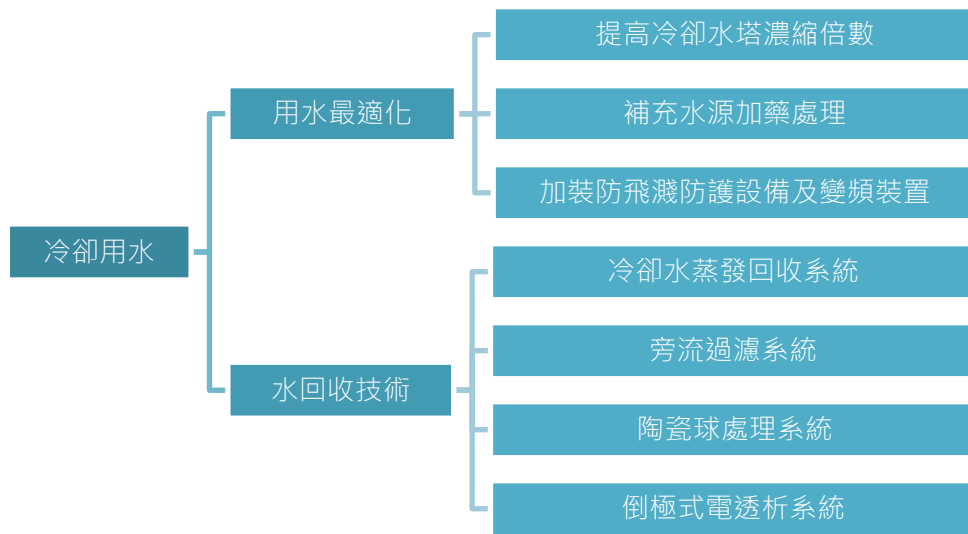 冷卻用水
用水最適化
提高冷卻水塔濃縮倍數
補充水源加藥處理
加裝防飛濺防護設備及變頻裝置
水回收技術
冷卻水蒸發回收系統
旁流過濾系統
陶瓷球處理系統
倒極式電透析系統